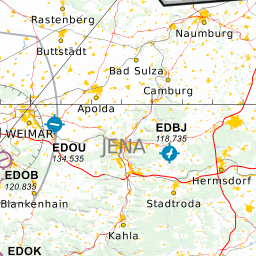 Rastenberg
Naumburg
Buttstädt
Bad Sulza
Camburg
Apolda
WEIMAR
EDBJ
118.735
EDOU
134.535
JENA
EDOB
120.835
Hermsdorf
Blankenhain
Stadtroda
Kahla
EDOK